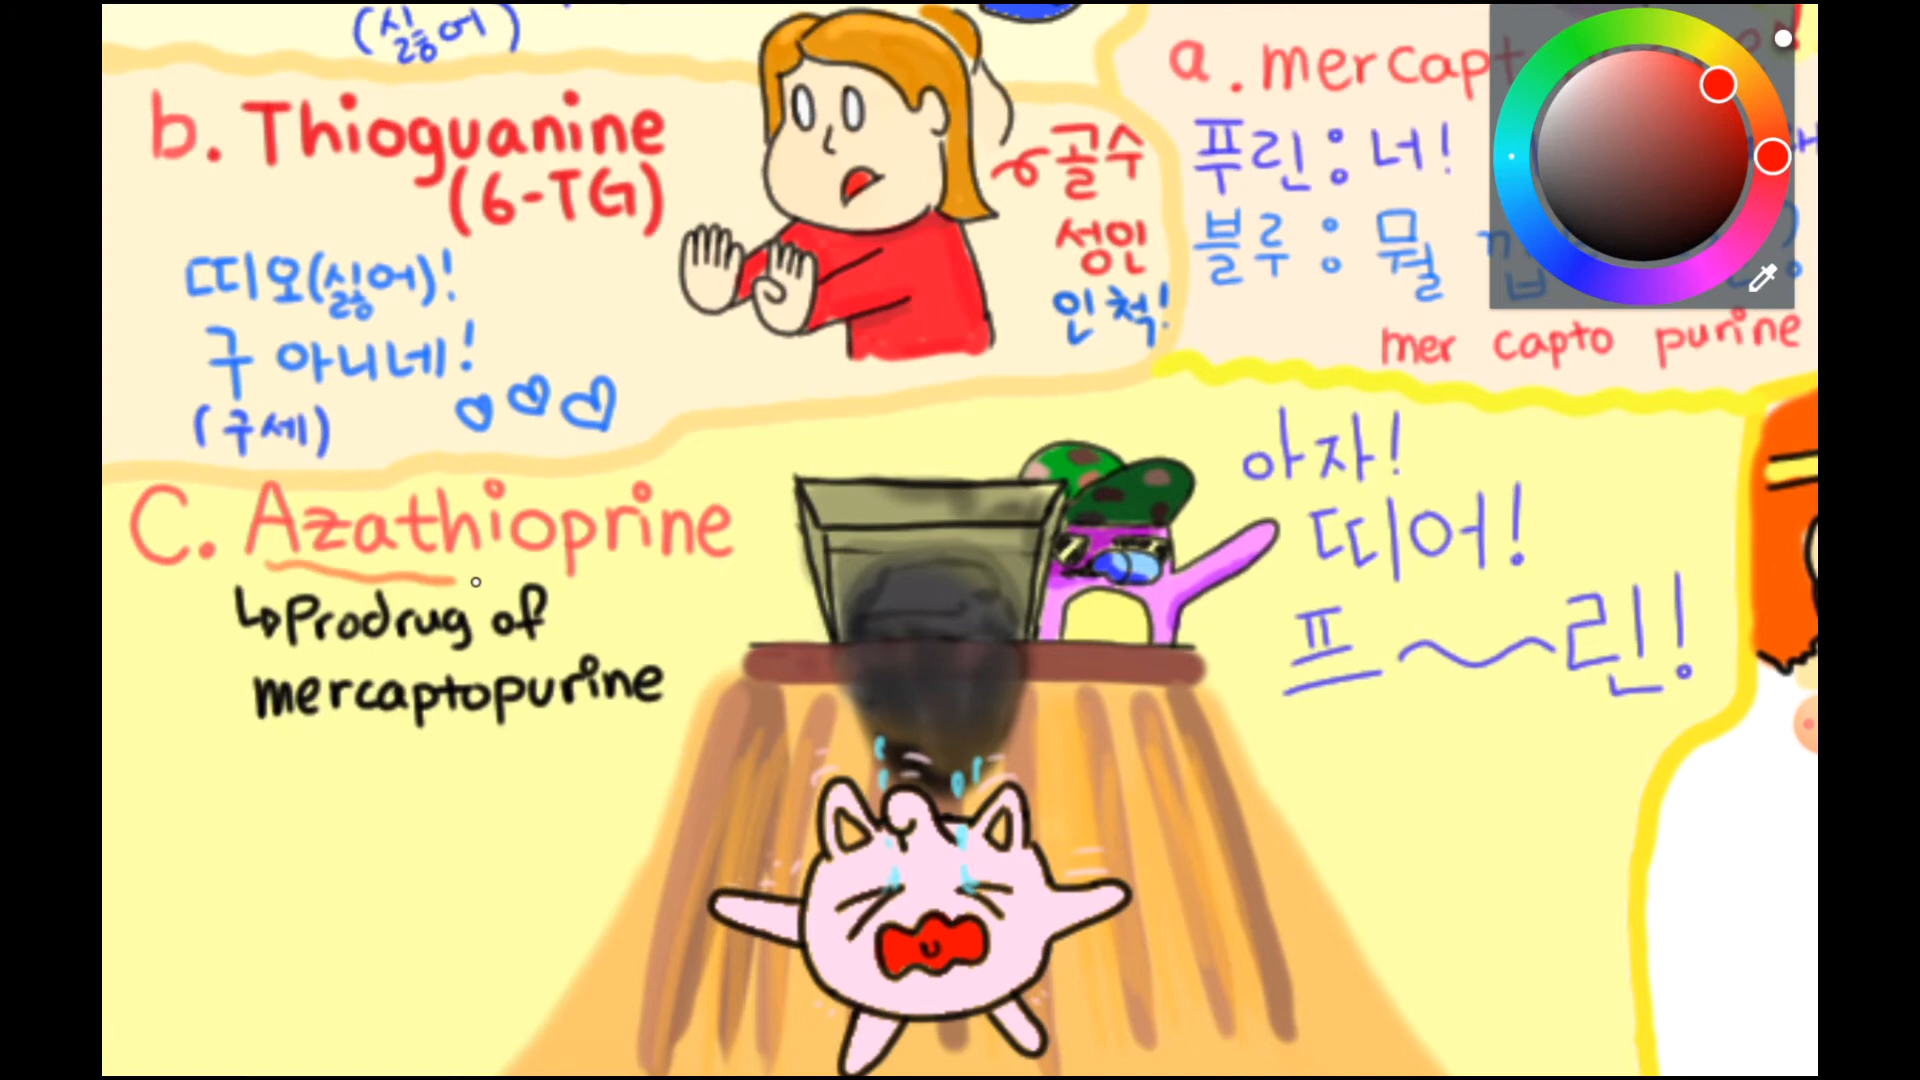 (싫어)
b. Thioguanine
(6-TG)
띠오(싫어)!
구 아니네!
(구세)
골수
성인
인척!
a. mercapt
푸린 : 너!
블루 : 뭘
mer capto purine
C. Azathioprine
↳Prodrug of
mercaptopurine
아자!
띠어!
프~~린!